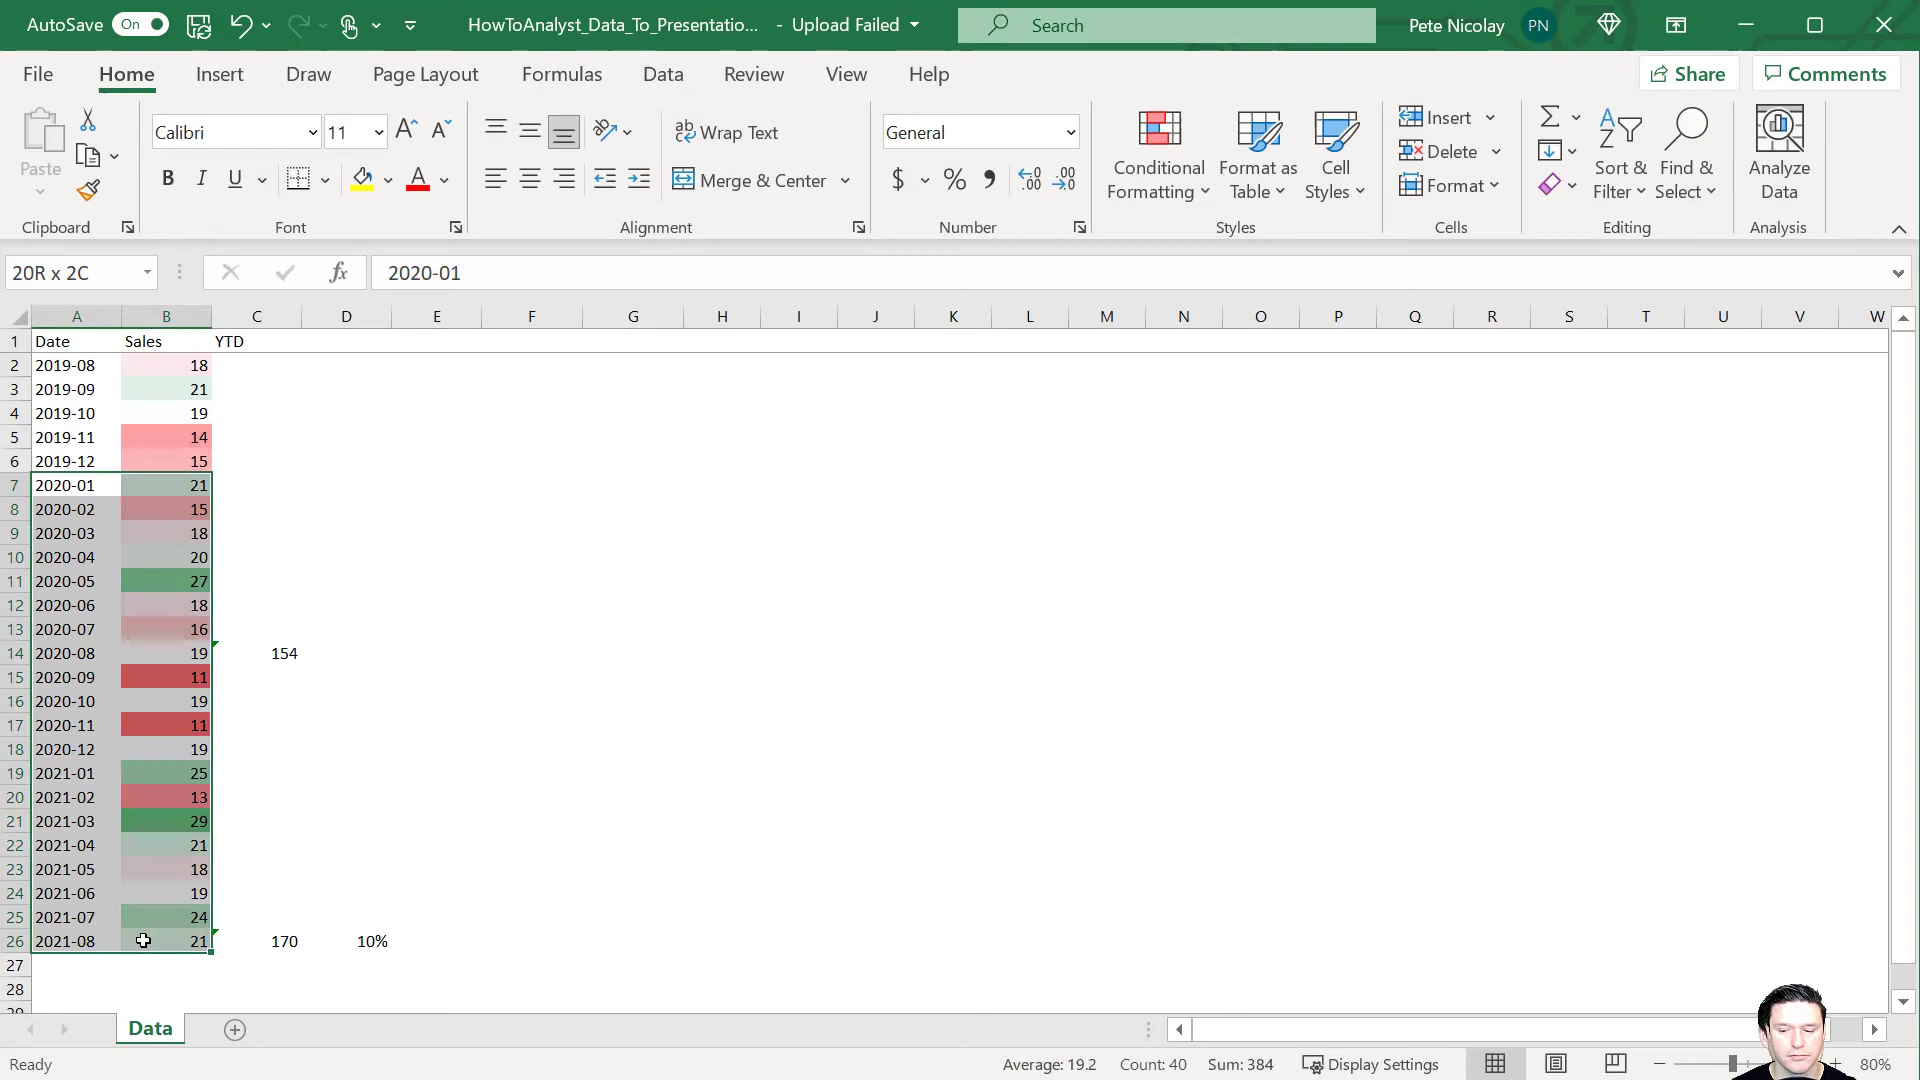 AutoSave On HowToAnalyst_Data_To_Presentatio... - Upload Failed Search Pete Nicolay PN
File Home Insert Draw Page Layout Formulas Data Review View Help Share Comments
Paste
Calibri 11
B I U A
ab Wrap Text
Merge & Center
General
$ %
Conditional Formatting
Format as Table
Cell Styles
Insert
Delete
Format
Sort & Filter
Find & Select
Analyze Data
Clipboard Font Alignment Number Styles Cells Editing Analysis
20R x 2C fx 2020-01
A B C D E F G H I J K L M N O P Q R S T U V W
1 Date Sales YTD
2 2019-08 18
3 2019-09 21
4 2019-10 19
5 2019-11 14
6 2019-12 15
7 2020-01 21
8 2020-02 15
9 2020-03 18
10 2020-04 20
11 2020-05 27
12 2020-06 18
13 2020-07 16
14 2020-08 19 154
15 2020-09 11
16 2020-10 19
17 2020-11 11
18 2020-12 19
19 2021-01 25
20 2021-02 13
21 2021-03 29
22 2021-04 21
23 2021-05 18
24 2021-06 19
25 2021-07 24
26 2021-08 21 170 10%
27
28
29
Data
Ready Average: 19.2 Count: 40 Sum: 384 Display Settings 80%